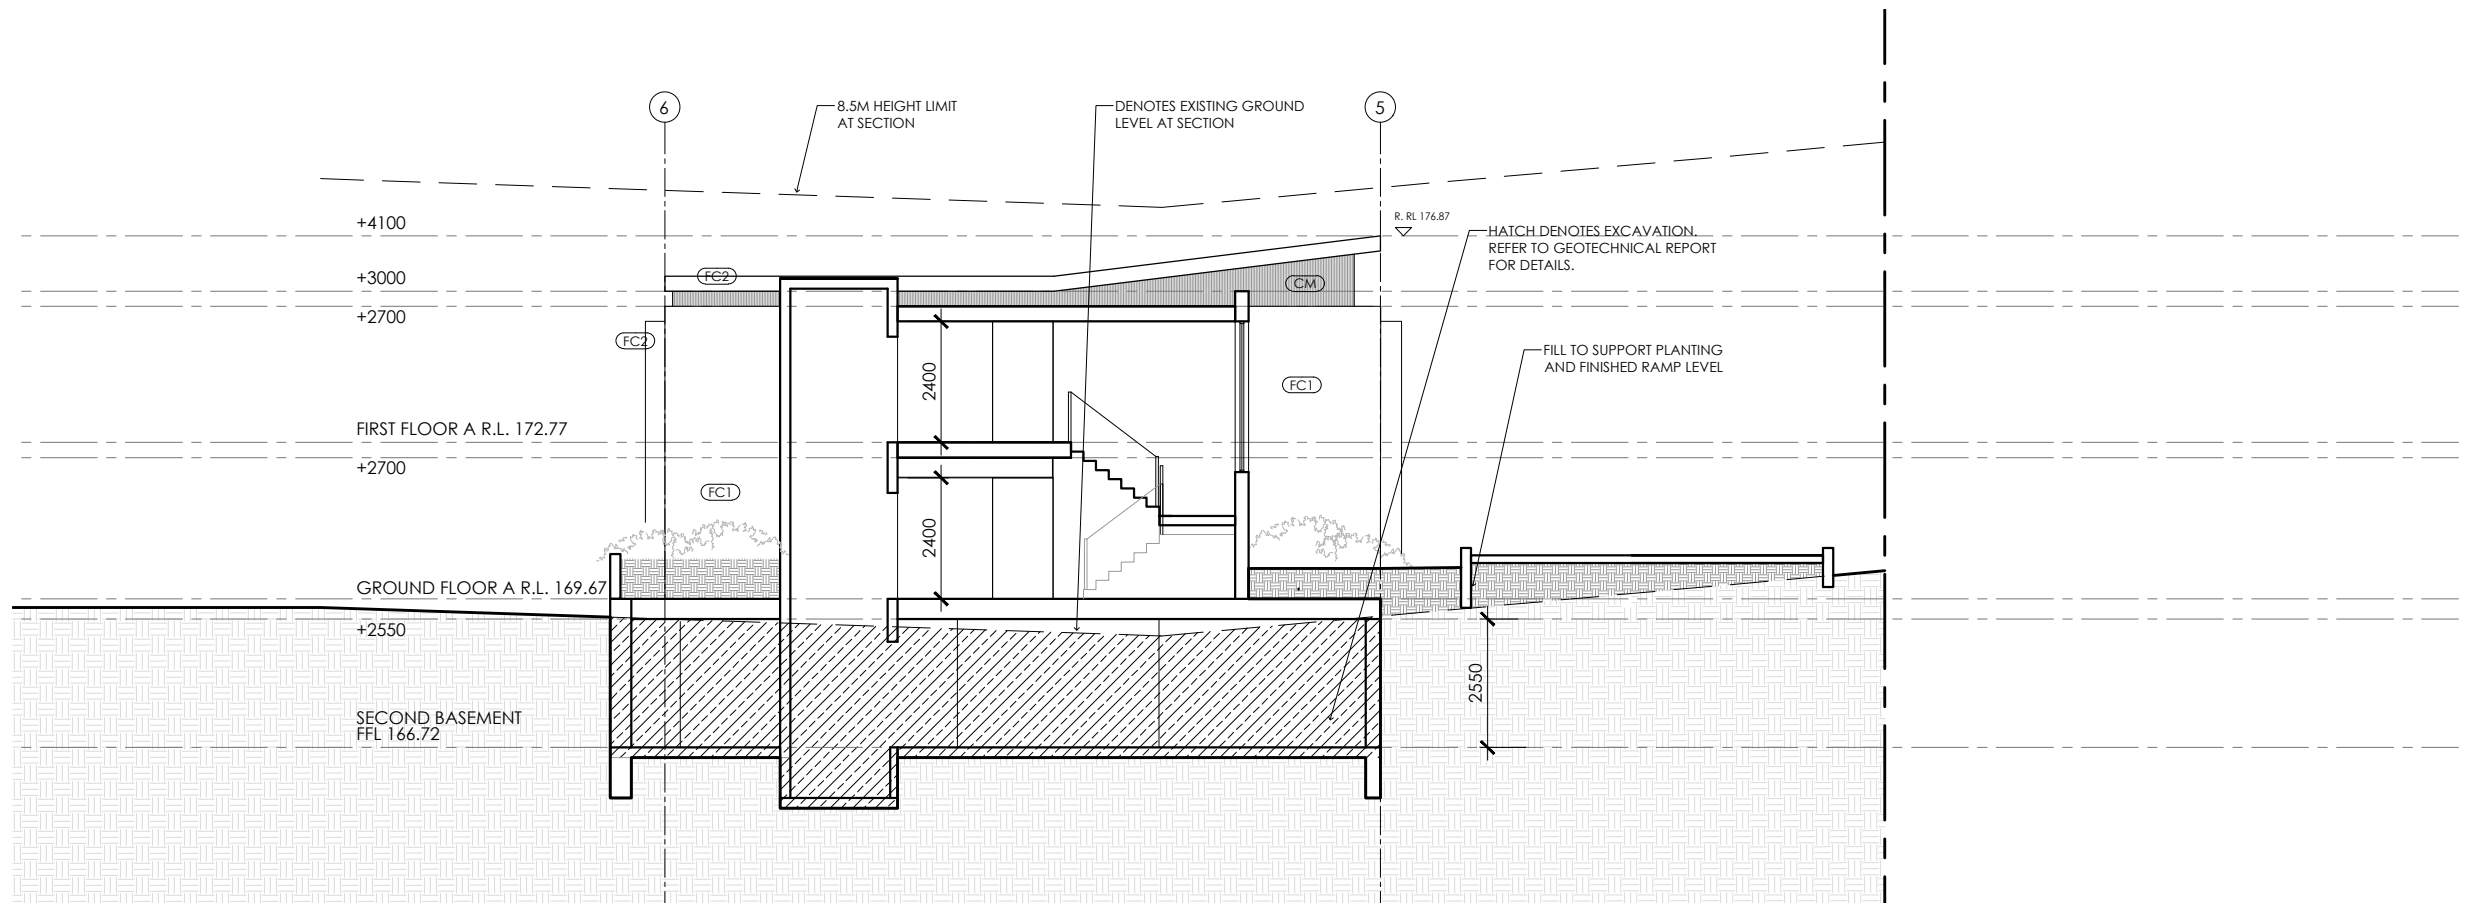 6
8.5M HEIGHT LIMIT
AT SECTION
DENOTES EXISTING GROUND
LEVEL AT SECTION
5
+4100
R. RL 176.87
HATCH DENOTES EXCAVATION.
REFER TO GEOTECHNICAL REPORT
FOR DETAILS.
+3000
FC2
CM
+2700
FC2
FILL TO SUPPORT PLANTING
AND FINISHED RAMP LEVEL
2400
FC1
FIRST FLOOR A R.L. 172.77
+2700
FC1
2400
GROUND FLOOR A R.L. 169.67
+2550
2550
SECOND BASEMENT
FFL 166.72